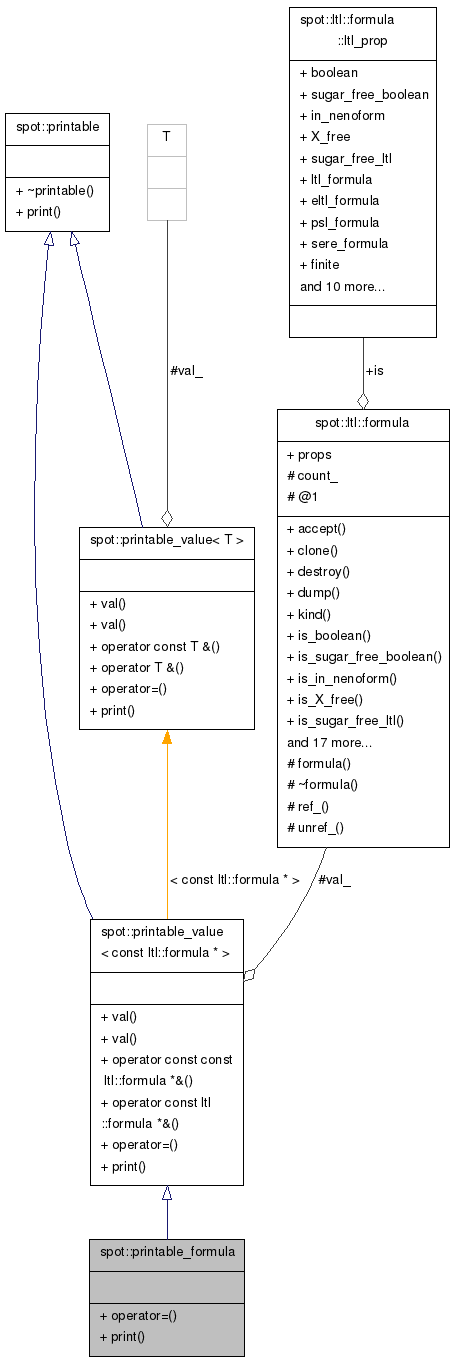 spot::ltl::formula
::ltl_prop
+ boolean
+ sugar_free_boolean
+ in_nenoform
+ X_free
+ sugar_free_ltl
+ ltl_formula
+ eltl_formula
+ psl_formula
+ sere_formula
+ finite
and 10 more...
spot::printable
+ ~printable()
+ print()
T
#val_
+is
spot::ltl::formula
+ props
# count_
# @1
+ accept()
+ clone()
+ destroy()
+ dump()
+ kind()
+ is_boolean()
+ is_sugar_free_boolean()
+ is_in_nenoform()
+ is_X_free()
+ is_sugar_free_ltl()
and 17 more...
# formula()
# ~formula()
# ref_()
# unref_()
spot::printable_value< T >
+ val()
+ val()
+ operator const T &()
+ operator T &()
+ operator=()
+ print()
< const ltl::formula * >
#val_
spot::printable_value
< const ltl::formula * >
+ val()
+ val()
+ operator const const
ltl::formula *&()
+ operator const ltl
::formula *&()
+ operator=()
+ print()
spot::printable_formula
+ operator=()
+ print()